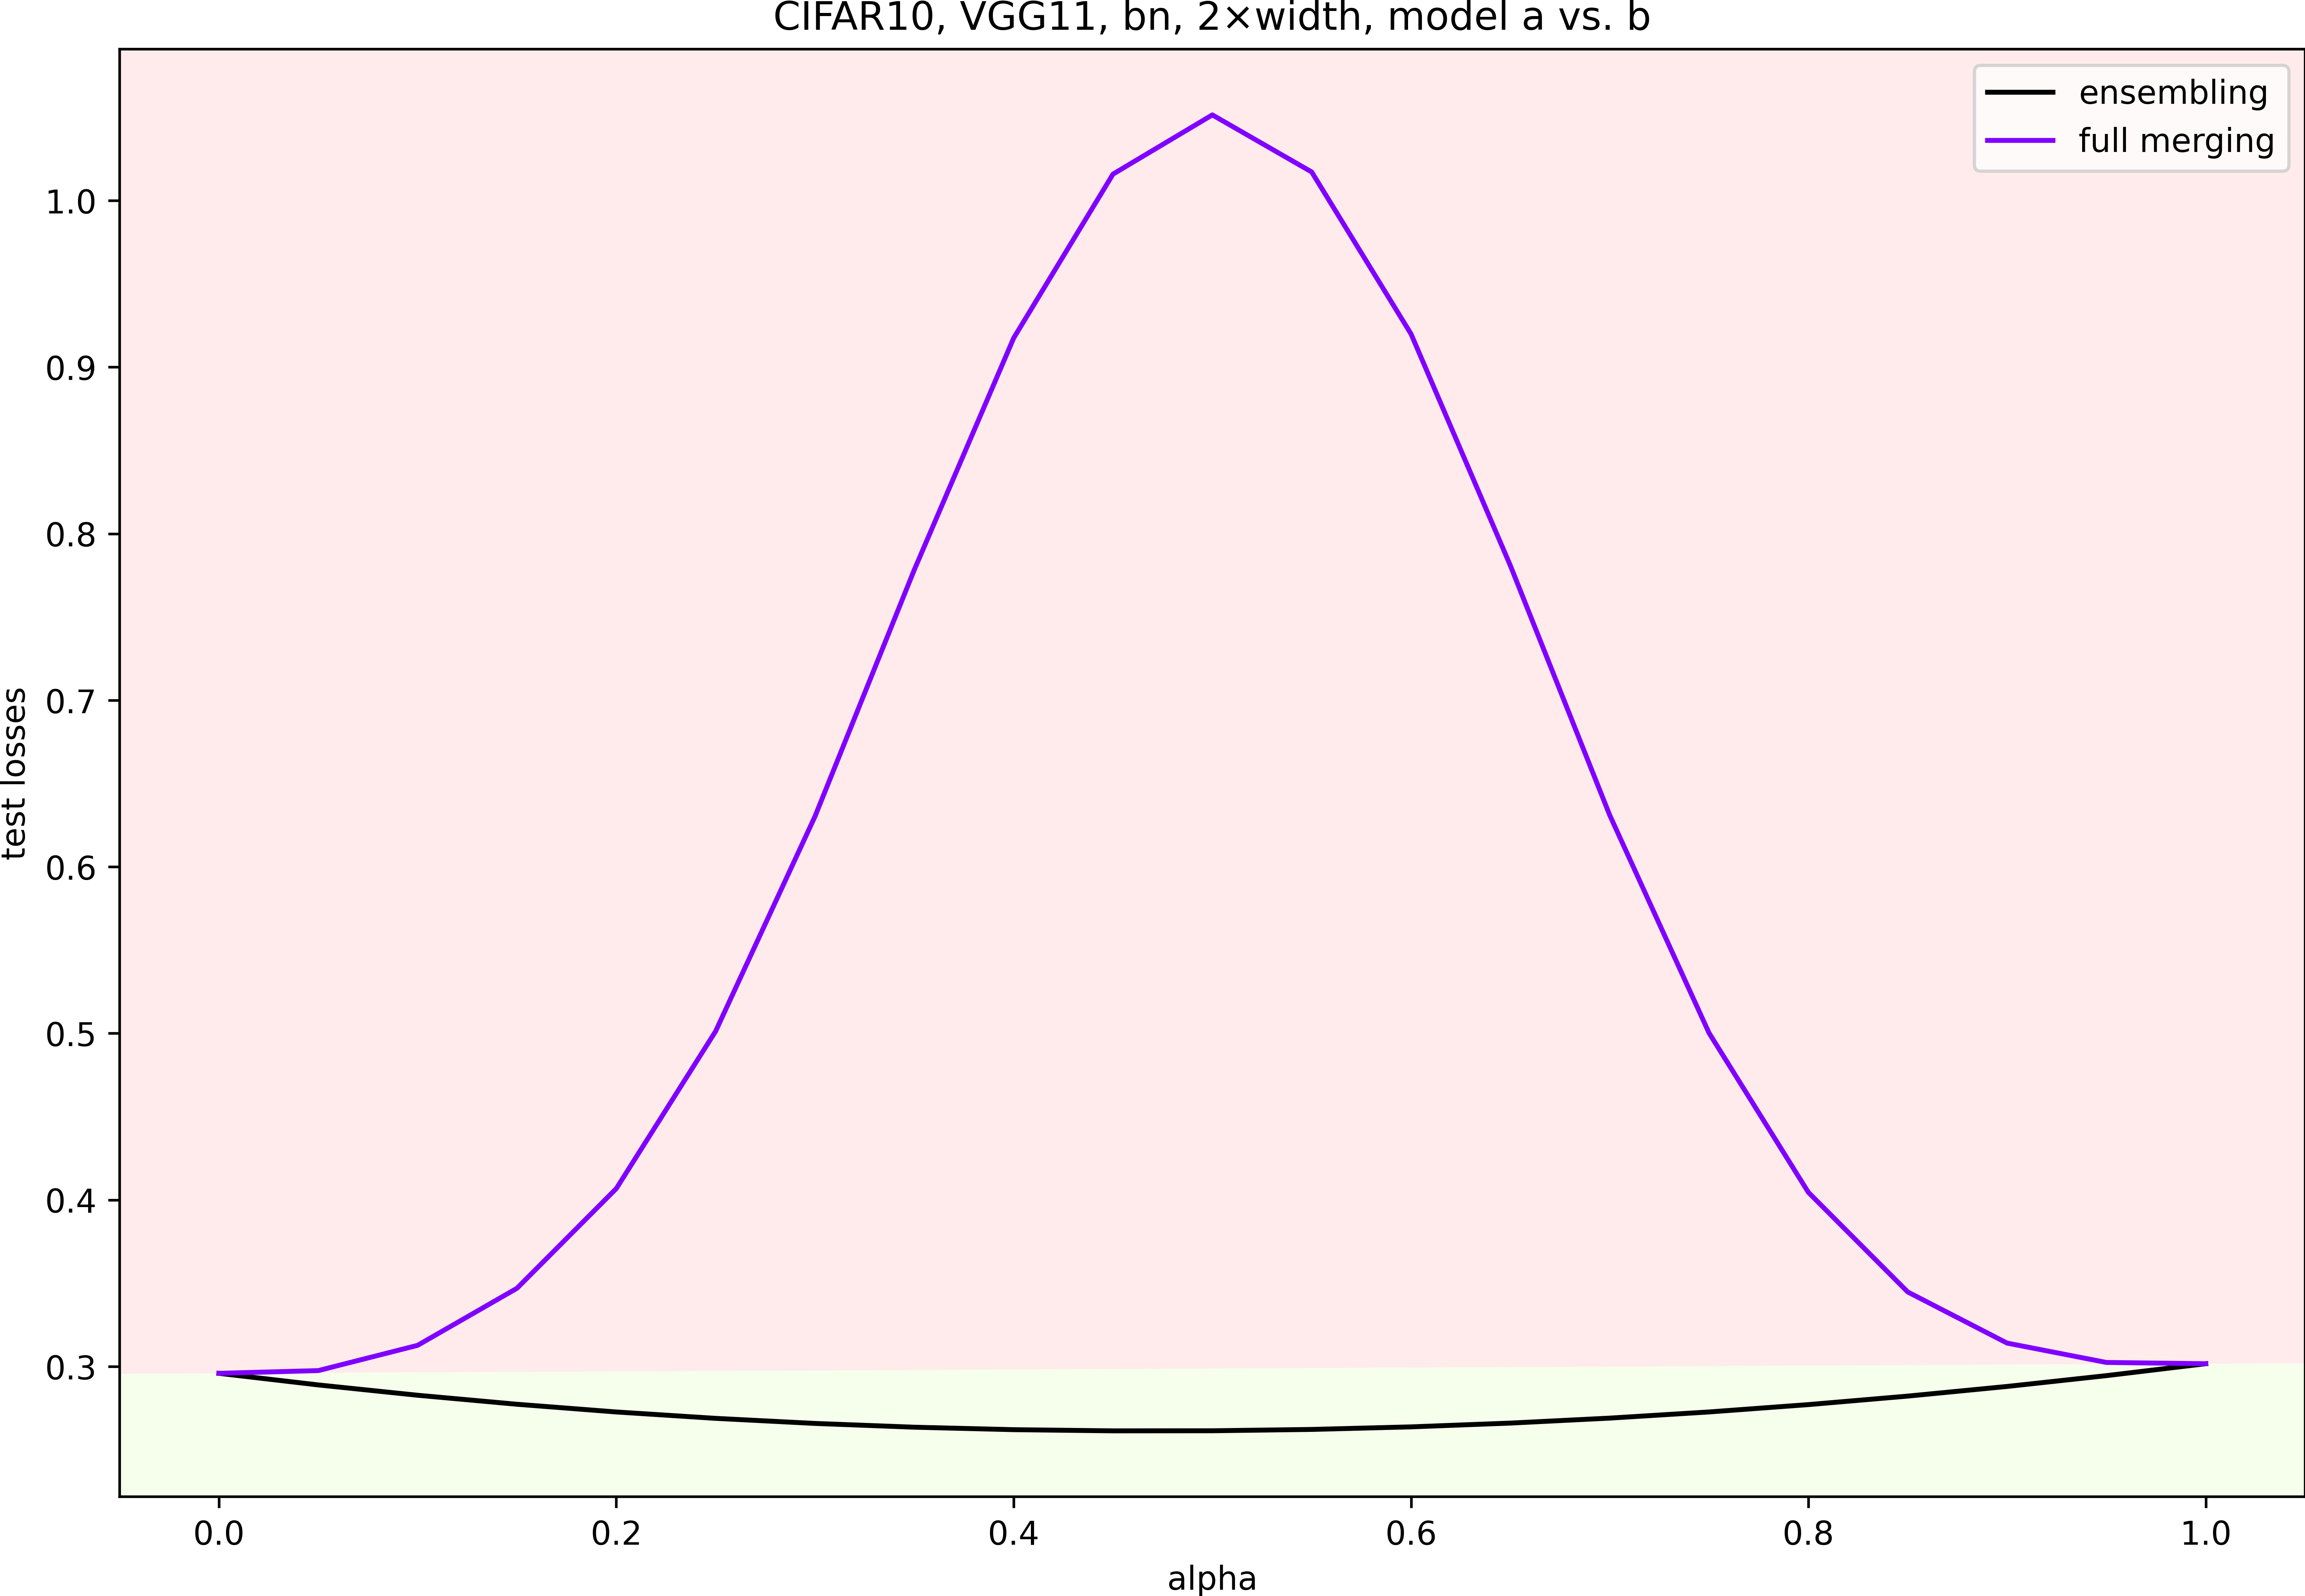 CIFAR10, VGG11, bn, 2×width, model a vs. b
ensembling
full merging
test losses
1.0
0.9
0.8
0.7
0.6
0.5
0.4
0.3
0.0 0.2 0.4 0.6 0.8 1.0
alpha